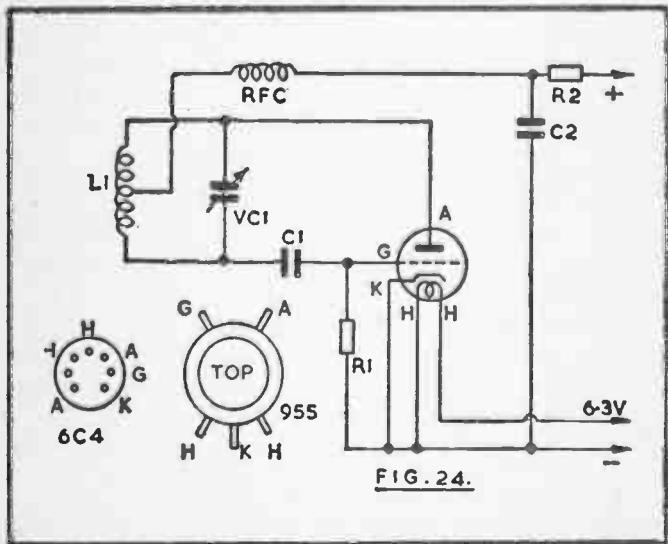 RFC
R2
+
C2
L1
VC1
A
C1
G
K
H H
R1
H
H A
G
A K
6C4
G A
TOP
955
H K H
6·3V
-
FIG. 24.